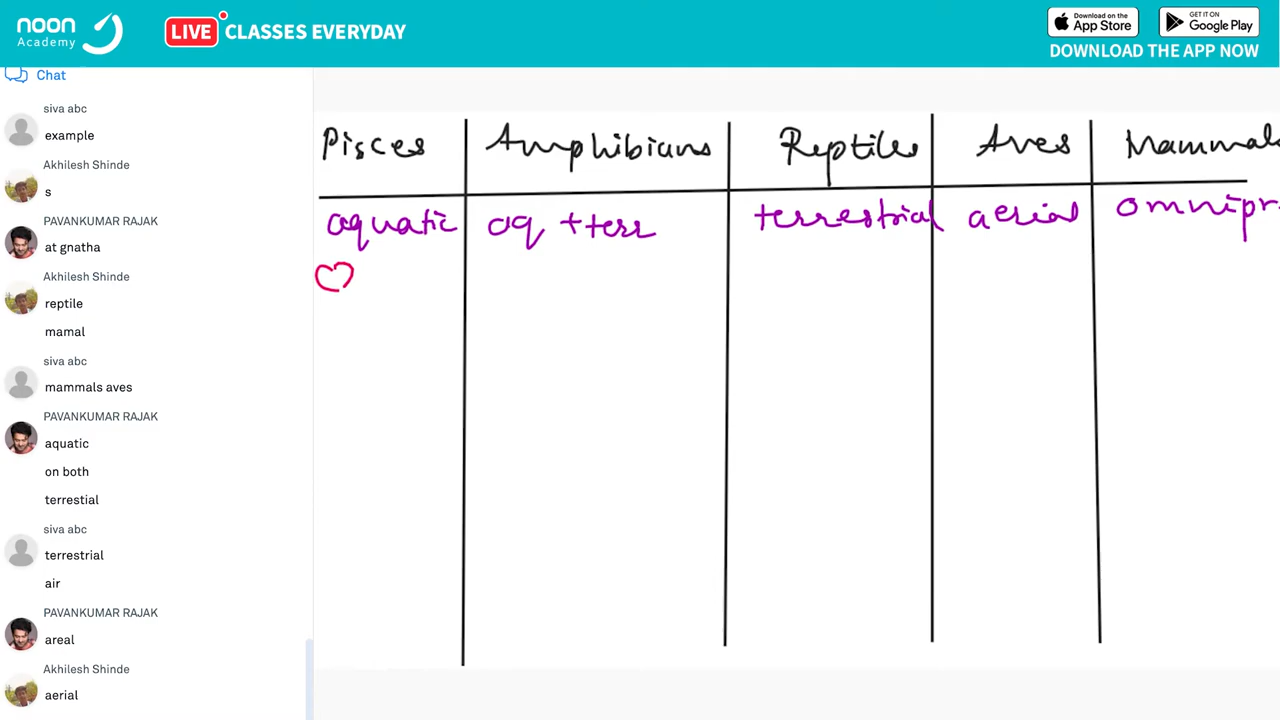 noon
Academy
LIVE CLASSES EVERYDAY
Download on the
App Store
GET IT ON
Google Play
DOWNLOAD THE APP NOW
Chat
siva abc
example
Akhilesh Shinde
s
PAVANKUMAR RAJAK
at gnatha
Akhilesh Shinde
reptile
mamal
siva abc
mammals aves
PAVANKUMAR RAJAK
aquatic
on both
terrestial
siva abc
terrestrial
air
PAVANKUMAR RAJAK
areal
Akhilesh Shinde
aerial
Pisces Amphibians Reptiles Aves Mammals
aquatic aq + terr terrestrial aerial omnipr